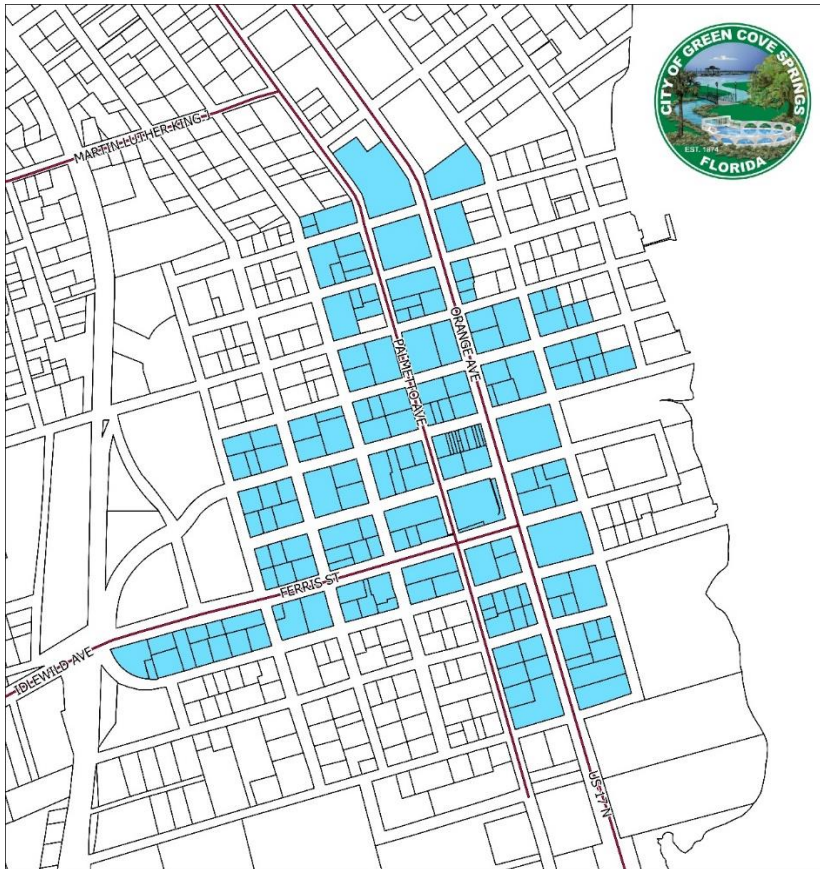 CITY OF GREEN COVE SPRINGS
EST. 1874
FLORIDA
MARTIN LUTHER KING J
ORANGE AVE
PALMETTO AVE
FERRIS ST
IDLEWILD AVE
US 17 N